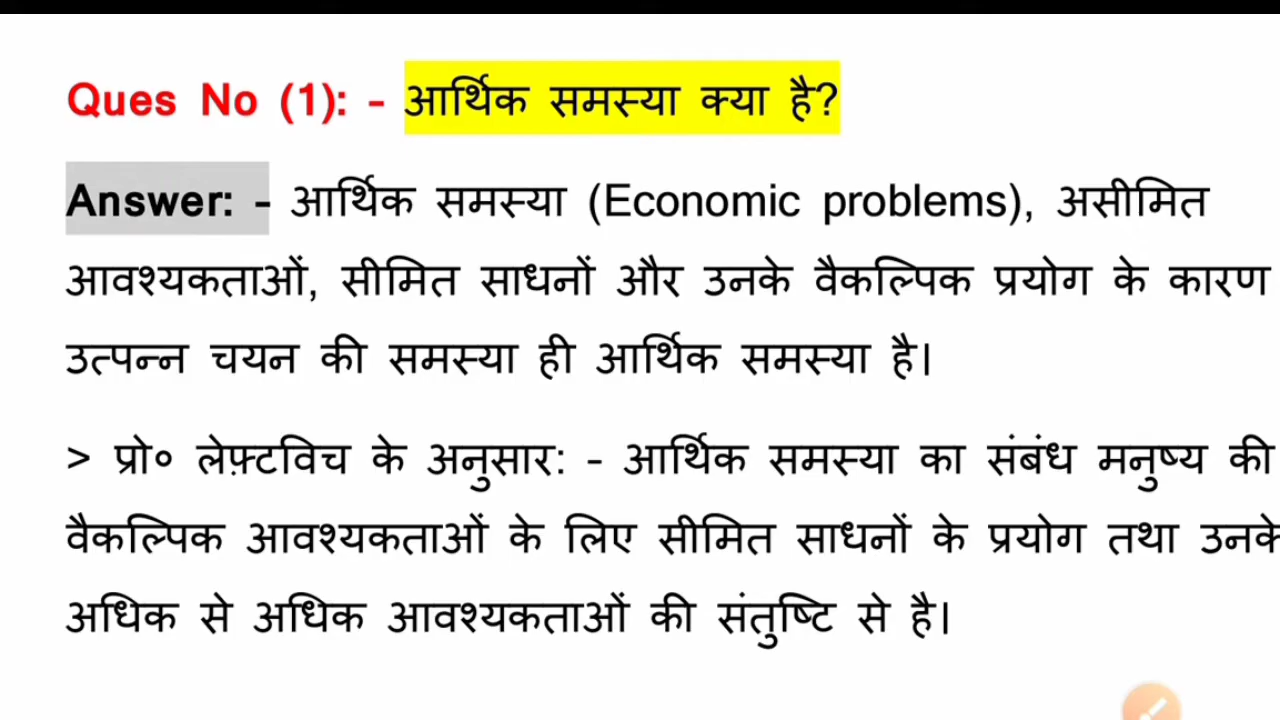 Ques No (1): - आर्थिक समस्या क्या है?
Answer: - आर्थिक समस्या (Economic problems), असीमित
आवश्यकताओं, सीमित साधनों और उनके वैकल्पिक प्रयोग के कारण
उत्पन्न चयन की समस्या ही आर्थिक समस्या है।
> प्रो॰ लेफ़्टविच के अनुसार: - आर्थिक समस्या का संबंध मनुष्य की
वैकल्पिक आवश्यकताओं के लिए सीमित साधनों के प्रयोग तथा उनके
अधिक से अधिक आवश्यकताओं की संतुष्टि से है।